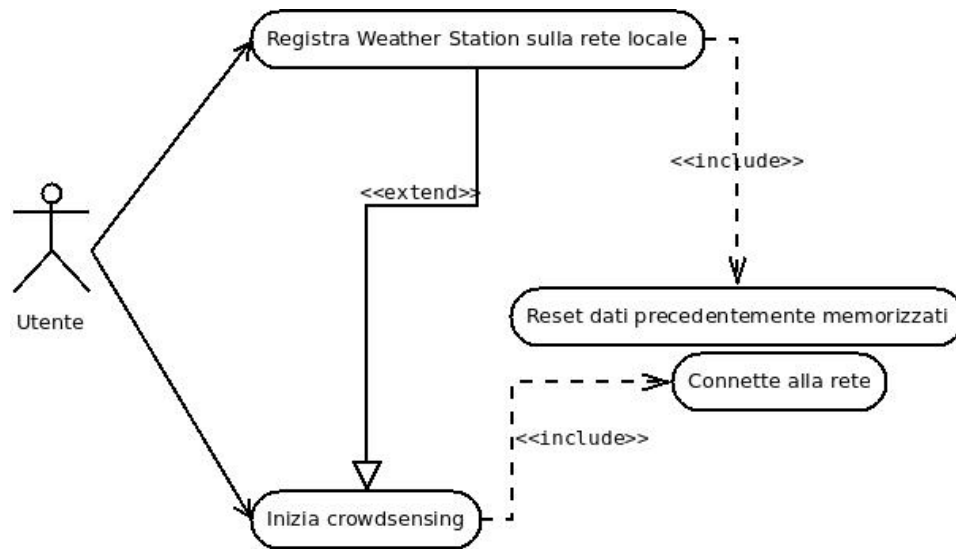 Registra Weather Station sulla rete locale
<<include>>
<<extend>>
Utente
Reset dati precedentemente memorizzati
Connette alla rete
<<include>>
Inizia crowdsensing